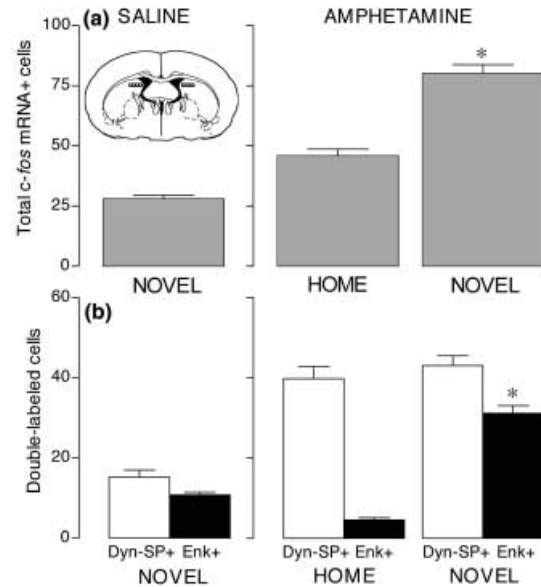 (a) SALINE AMPHETAMINE
Total c-fos mRNA+ cells
100
75
50
25
0
*
NOVEL HOME NOVEL
(b)
Double-labeled cells
60
40
20
0
*
Dyn-SP+ Enk+ Dyn-SP+ Enk+ Dyn-SP+ Enk+
NOVEL HOME NOVEL